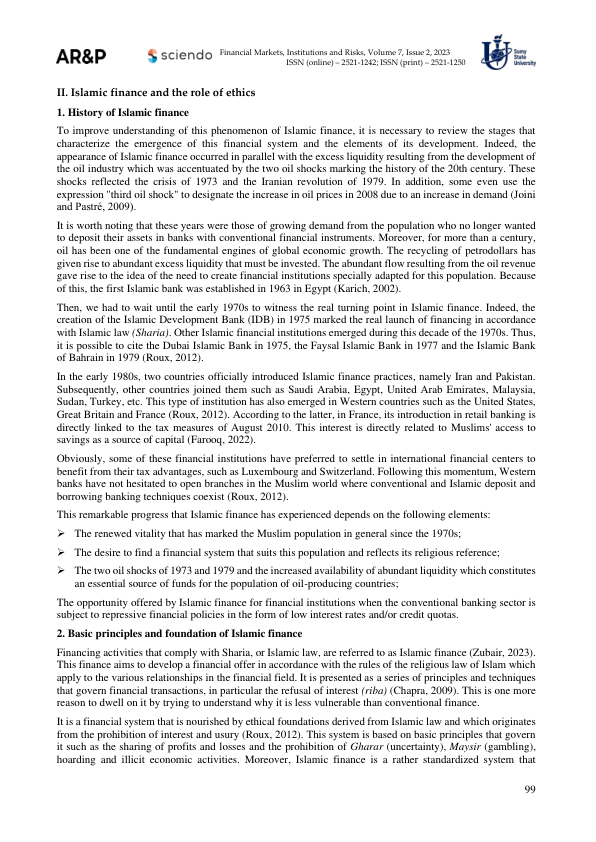 AR&P sciendo Financial Markets, Institutions and Risks, Volume 7, Issue 2, 2023
ISSN (online) – 2521-1242; ISSN (print) – 2521-1250
Sumy
State
University
II. Islamic finance and the role of ethics
1. History of Islamic finance
To improve understanding of this phenomenon of Islamic finance, it is necessary to review the stages that
characterize the emergence of this financial system and the elements of its development. Indeed, the
appearance of Islamic finance occurred in parallel with the excess liquidity resulting from the development of
the oil industry which was accentuated by the two oil shocks marking the history of the 20th century. These
shocks reflected the crisis of 1973 and the Iranian revolution of 1979. In addition, some even use the
expression "third oil shock" to designate the increase in oil prices in 2008 due to an increase in demand (Joini
and Pastré, 2009).
It is worth noting that these years were those of growing demand from the population who no longer wanted
to deposit their assets in banks with conventional financial instruments. Moreover, for more than a century,
oil has been one of the fundamental engines of global economic growth. The recycling of petrodollars has
given rise to abundant excess liquidity that must be invested. The abundant flow resulting from the oil revenue
gave rise to the idea of the need to create financial institutions specially adapted for this population. Because
of this, the first Islamic bank was established in 1963 in Egypt (Karich, 2002).
Then, we had to wait until the early 1970s to witness the real turning point in Islamic finance. Indeed, the
creation of the Islamic Development Bank (IDB) in 1975 marked the real launch of financing in accordance
with Islamic law (Sharia). Other Islamic financial institutions emerged during this decade of the 1970s. Thus,
it is possible to cite the Dubai Islamic Bank in 1975, the Faysal Islamic Bank in 1977 and the Islamic Bank
of Bahrain in 1979 (Roux, 2012).
In the early 1980s, two countries officially introduced Islamic finance practices, namely Iran and Pakistan.
Subsequently, other countries joined them such as Saudi Arabia, Egypt, United Arab Emirates, Malaysia,
Sudan, Turkey, etc. This type of institution has also emerged in Western countries such as the United States,
Great Britain and France (Roux, 2012). According to the latter, in France, its introduction in retail banking is
directly linked to the tax measures of August 2010. This interest is directly related to Muslims' access to
savings as a source of capital (Farooq, 2022).
Obviously, some of these financial institutions have preferred to settle in international financial centers to
benefit from their tax advantages, such as Luxembourg and Switzerland. Following this moment, Western
banks have not hesitated to open branches in the Muslim world where conventional and Islamic deposit and
borrowing banking techniques coexist (Roux, 2012).
This remarkable progress that Islamic finance has experienced depends on the following elements:
➢ The renewed vitality that has marked the Muslim population in general since the 1970s;
➢ The desire to find a financial system that suits this population and reflects its religious reference;
➢ The two oil shocks of 1973 and 1979 and the increased availability of abundant liquidity which constitutes
an essential source of funds for the population of oil-producing countries;
The opportunity offered by Islamic finance for financial institutions when the conventional banking sector is
subject to repressive financial policies in the form of low interest rates and/or credit quotas.
2. Basic principles and foundation of Islamic finance
Financing activities that comply with Sharia, or Islamic law, are referred to as Islamic finance (Zubair, 2023).
This finance aims to develop a financial offer in accordance with the rules of the religious law of Islam which
apply to the various relationships in the financial field. It is presented as a series of principles and techniques
that govern financial transactions, in particular the refusal of interest (riba) (Chapra, 2009). This is one more
reason to dwell on it by trying to understand why it is less vulnerable than conventional finance.
It is a financial system that is nourished by ethical foundations derived from Islamic law and which originates
from the prohibition of interest and usury (Roux, 2012). This system is based on basic principles that govern
it such as the sharing of profits and losses and the prohibition of Gharar (uncertainty), Maysir (gambling),
hoarding and illicit economic activities. Moreover, Islamic finance is a rather standardized system that
99